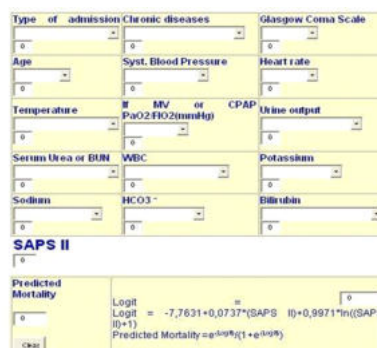 Type of admission Chronic diseases Glasgow Coma Scale
0 0 0
Age Syst. Blood Pressure Heart rate
0 0 0
Temperature If MV or CPAP PaO2/FIO2(mmHg) Urine output
0 0 0
Serum Urea or BUN WBC Potassium
0 0 0
Sodium HCO3 - Bilirubin
0 0 0
SAPS II
0
Predicted Mortality
0
Clear
Logit = 0
Logit = -7,7631+0,0737*(SAPS II)+0,9971*ln((SAPS
II)+1)
Predicted Mortality =e(Logit)/(1+e(Logit))